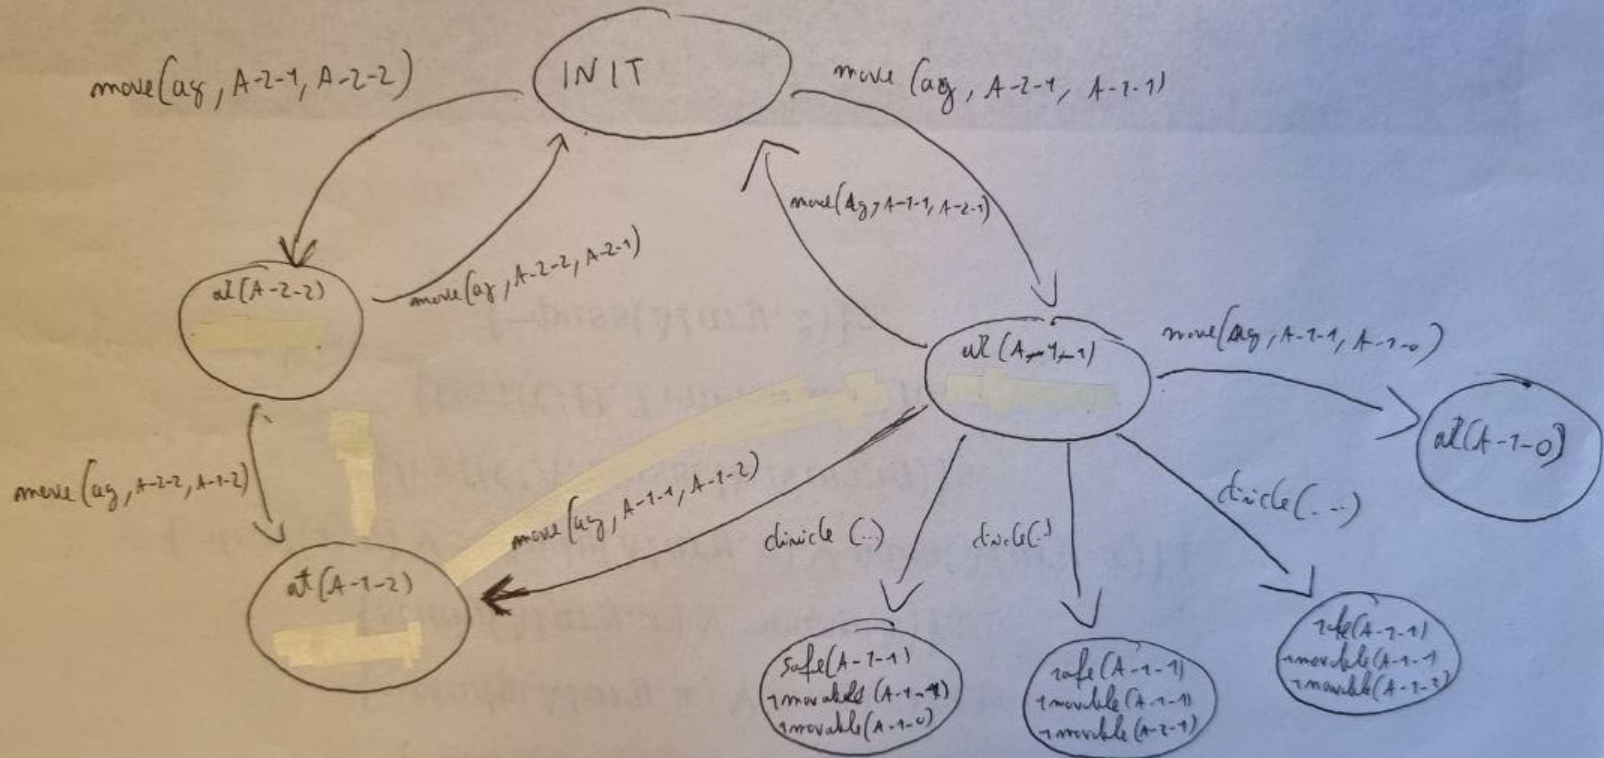 INIT
move(ag, A-2-1, A-2-2)
move (ag, A-2-1, A-1-1)
move(Ag, A-1-1, A-2-1)
move(ag, A-2-2, A-2-1)
at(A-2-2)
at(A-1-1)
move(Ag, A-1-1, A-1-0)
at(A-1-0)
move(ag, A-2-2, A-1-2)
move(ag, A-1-1, A-1-2)
at(A-1-2)
safe(A-1-1)
¬movable(A-1-1)
¬movable(A-1-0)
safe(A-1-1)
¬movable(A-1-1)
¬movable(A-2-1)
safe(A-1-1)
¬movable(A-1-1
¬movable(A-1-2)